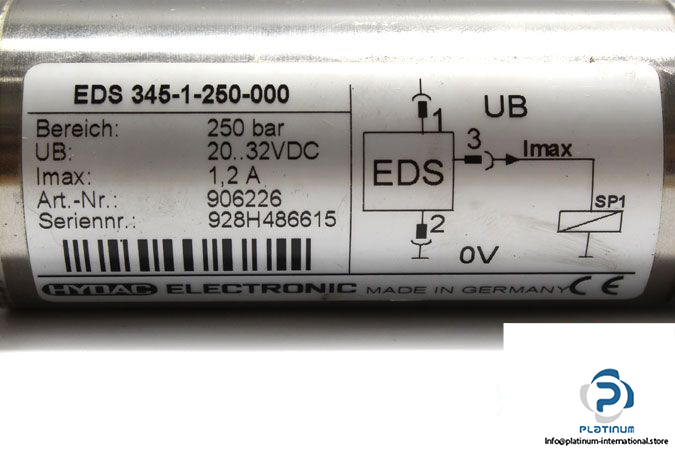 EDS 345-1-250-000
Bereich: 250 bar
UB: 20..32VDC
Imax: 1,2 A
Art.-Nr.: 906226
Seriennr.: 928H486615
1
UB
3
Imax
EDS
SP1
2
0V
HYDAC ELECTRONIC MADE IN GERMANY CE
PLATINUM
Info@platinum-international.store